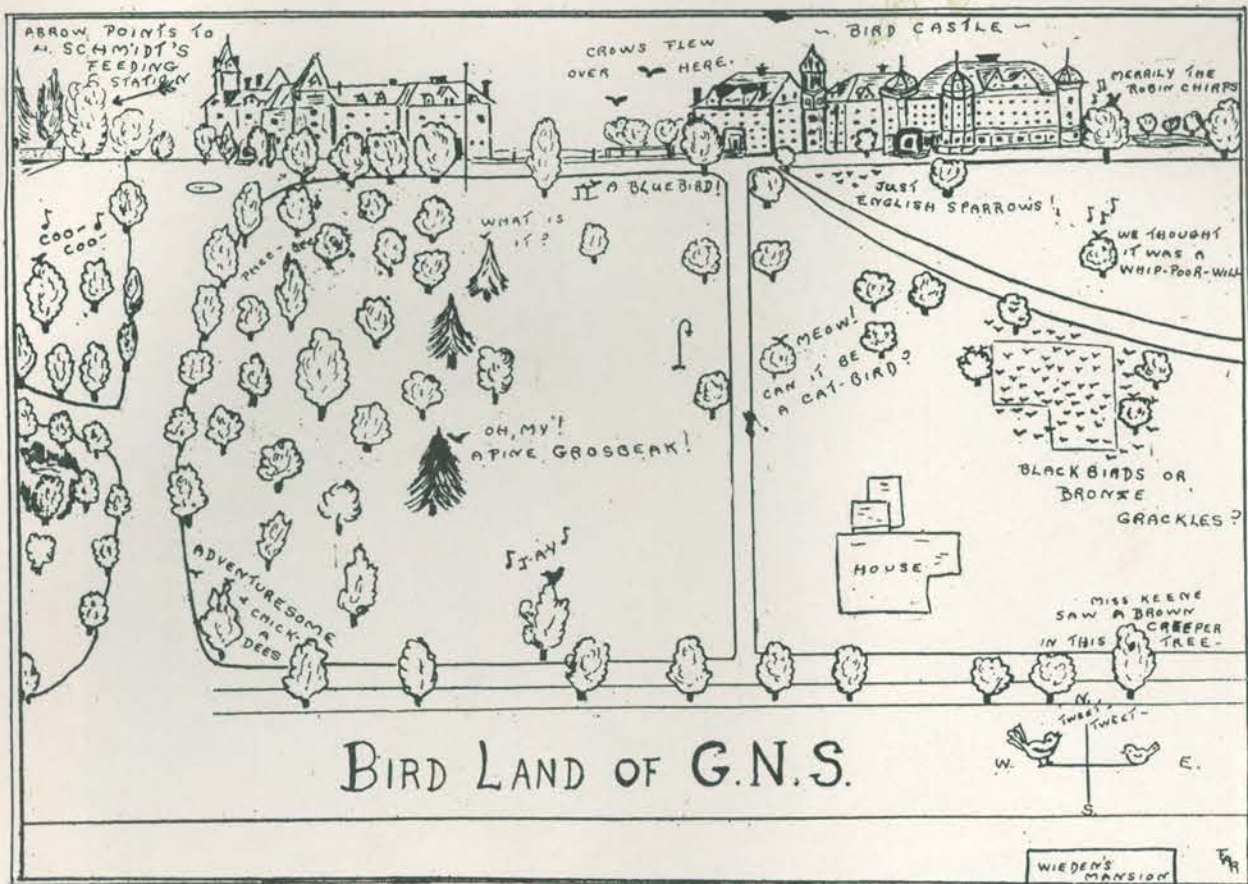 ARROW POINTS TO
H. SCHMIDT'S
FEEDING
STATION
CROWS FLEW
OVER HERE.
~ BIRD CASTLE ~
MERRILY THE
ROBIN CHIRPS
COO-
COO-
PHEE-BEE
WHAT IS
IT?
A BLUEBIRD!
JUST
ENGLISH SPARROWS!
WE THOUGHT
IT WAS A
WHIP-POOR-WILL
MEOW!
CAN IT BE
A CAT-BIRD?
OH, MY!
A PINE GROSBEAK!
BLACKBIRDS OR
BRONZE
GRACKLES?
HOUSE
J-AY
ADVENTURESOME
CHICK-
A
DEES
MISS KEENE
SAW A BROWN
CREEPER
IN THIS TREE-
N.
TWEET,
TWEET-
W. E.
S.
BIRD LAND OF G.N.S.
WIEDEN'S
MANSION